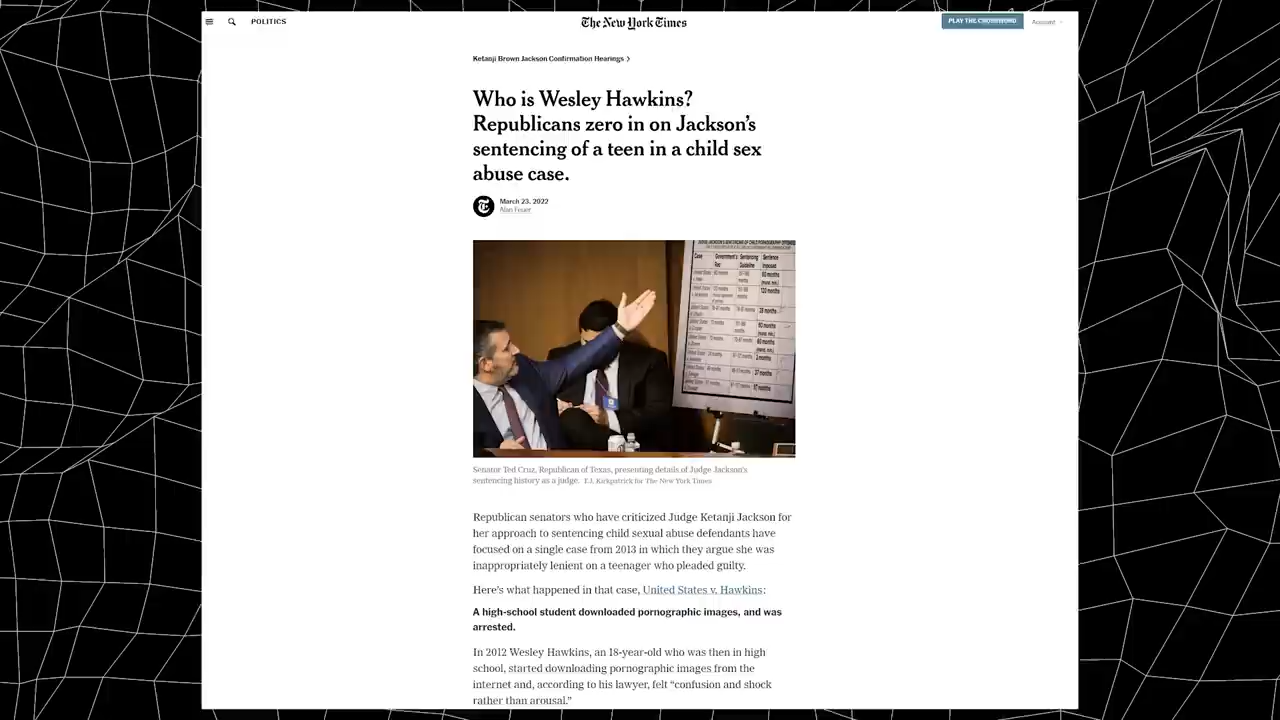 POLITICS
The New York Times
PLAY THE CROSSWORD
Account
Ketanji Brown Jackson Confirmation Hearings
Who is Wesley Hawkins?
Republicans zero in on Jackson's
sentencing of a teen in a child sex
abuse case.
March 23, 2022
Alan Feuer
Case
Government's
Rec
Sentencing
Guideline
Sentence
Imposed
Senator Ted Cruz, Republican of Texas, presenting details of Judge Jackson's
sentencing history as a judge. T.J. Kirkpatrick for The New York Times
Republican senators who have criticized Judge Ketanji Jackson for
her approach to sentencing child sexual abuse defendants have
focused on a single case from 2013 in which they argue she was
inappropriately lenient on a teenager who pleaded guilty.
Here's what happened in that case, United States v. Hawkins:
A high-school student downloaded pornographic images, and was
arrested.
In 2012 Wesley Hawkins, an 18-year-old who was then in high
school, started downloading pornographic images from the
internet and, according to his lawyer, felt “confusion and shock
rather than arousal.”